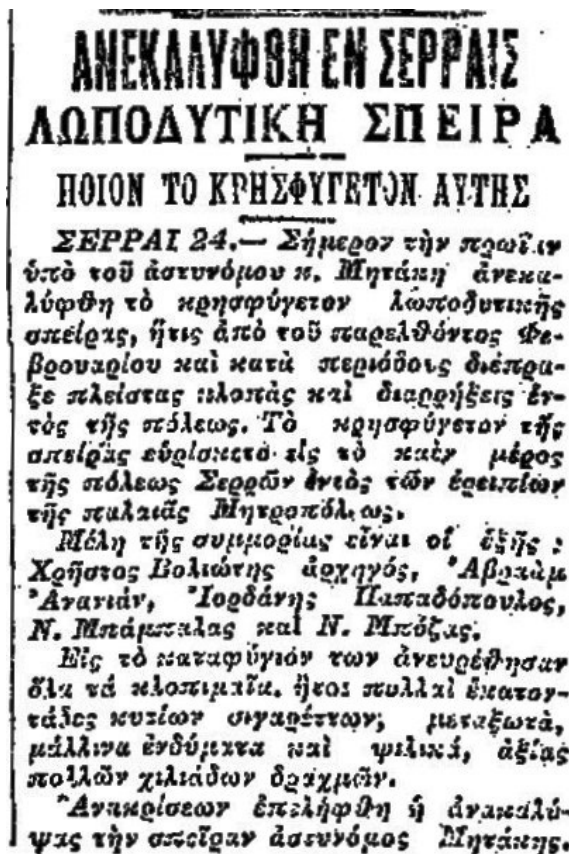 ΑΝΕΚΑΛΥΦΘΗ ΕΝ ΣΕΡΡΑΙΣ
ΛΩΠΟΔΥΤΙΚΗ ΣΠΕΙΡΑ
ΠΟΙΟΝ ΤΟ ΚΡΗΣΦΥΓΕΤΟΝ ΑΥΤΗΣ
ΣΕΡΡΑΙ 24.— Σήμερον τὴν πρωΐαν
ὑπὸ τοῦ ἀστυνόμου κ. Μητάκη ἀνεκα-
λύφθη τὸ κρησφύγετον λωποδυτικῆς
σπείρας, ἥτις ἀπὸ τοῦ παρελθόντος Φε-
βρουαρίου καὶ κατὰ περιόδους διέπρα-
ξε πλείστας κλοπὰς καὶ διαρρήξεις ἐν-
τὸς τῆς πόλεως. Τὸ κρησφύγετον τῆς
σπείρας εὑρίσκετο εἰς τὸ καὲν μέρος
τῆς πόλεως Σερρῶν ἐντὸς τῶν ἐρειπίων
τῆς παλαιᾶς Μητροπόλεως.
Μέλη τῆς συμμορίας εἶναι οἱ ἑξῆς :
Χρῆστος Βολιώτης ἀρχηγός, Ἀβραὰμ
Ἀνανιάν, Ἰορδάνης Παπαδόπουλος,
Ν. Μπάμπαλας καὶ Ν. Μπόζας.
Εἰς τὸ καταφύγιόν των ἀνευρέθησαν
ὅλα τὰ κλοπιμαῖα, ἤτοι πολλαὶ ἑκατον-
τάδες κυτίων σιγαρέττων, μεταξωτά,
μάλλινα ἐνδύματα καὶ ψιλικά, ἀξίας
πολλῶν χιλιάδων δραχμῶν.
Ἀνακρίσεων ἐπελήφθη ὁ ἀνακαλύ-
ψας τὴν σπεῖραν ἀστυνόμος Μητάκης.